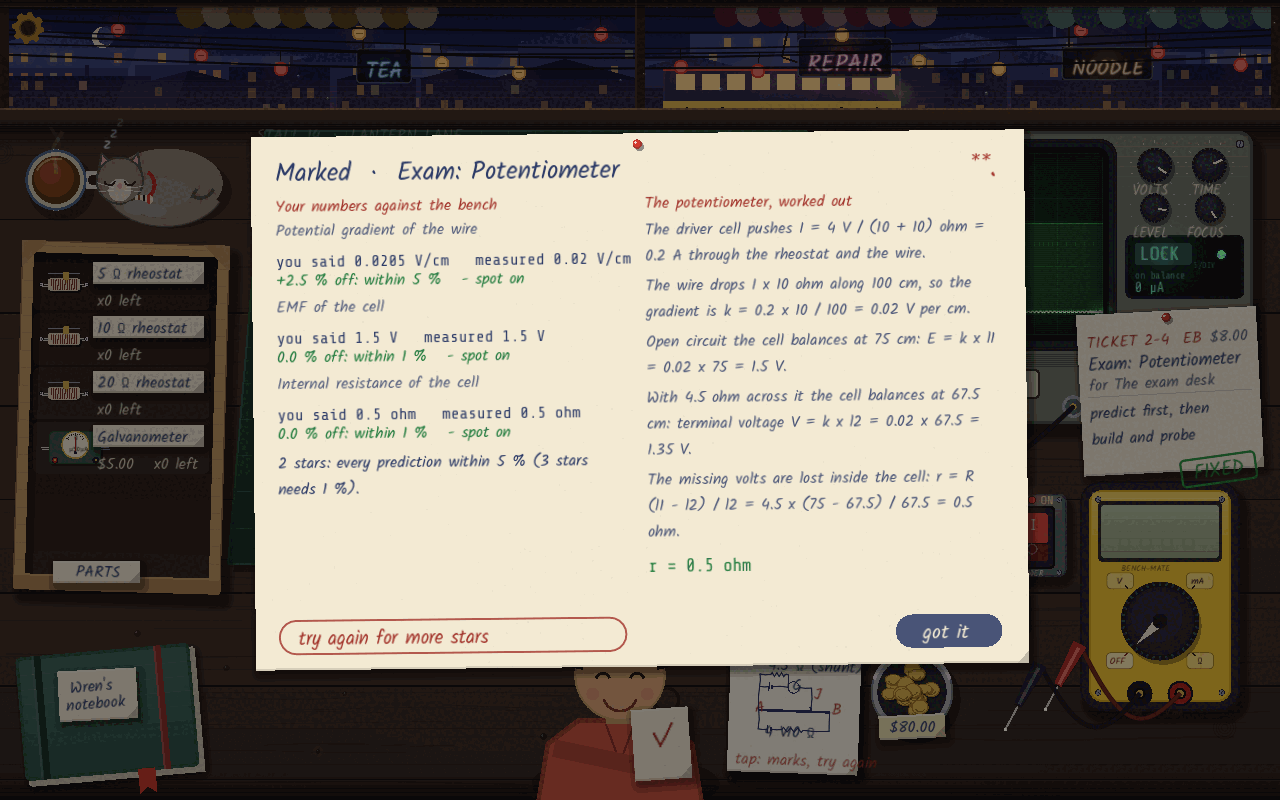 TEA
REPAIR
NOODLE
Marked · Exam: Potentiometer
**.
Your numbers against the bench
Potential gradient of the wire
you said 0.0205 V/cm measured 0.02 V/cm
+2.5 % off: within 5 % - spot on
EMF of the cell
you said 1.5 V measured 1.5 V
0.0 % off: within 1 % - spot on
Internal resistance of the cell
you said 0.5 ohm measured 0.5 ohm
0.0 % off: within 1 % - spot on
2 stars: every prediction within 5 % (3 stars
needs 1 %).
The potentiometer, worked out
The driver cell pushes I = 4 V / (10 + 10) ohm =
0.2 A through the rheostat and the wire.
The wire drops I x 10 ohm along 100 cm, so the
gradient is k = 0.2 x 10 / 100 = 0.02 V per cm.
Open circuit the cell balances at 75 cm: E = k x l1
= 0.02 x 75 = 1.5 V.
With 4.5 ohm across it the cell balances at 67.5
cm: terminal voltage V = k x l2 = 0.02 x 67.5 =
1.35 V.
The missing volts are lost inside the cell: r = R
(l1 - l2) / l2 = 4.5 x (75 - 67.5) / 67.5 = 0.5
ohm.
r = 0.5 ohm
try again for more stars
got it
z
z
z
5 Ω rheostat
x0 left
10 Ω rheostat
x0 left
20 Ω rheostat
x0 left
Galvanometer
$5.00 x0 left
PARTS
Wren's
notebook
VOLTS TIME
LEVEL FOCUS
LOCK
on balance
0 µA
TICKET 2-4 EB $8.00
Exam: Potentiometer
for The exam desk
predict first, then
build and probe
FIXED
ON
BENCH-MATE
V
mA
OFF
Ω
G
J
A
B
tap: marks, try again
$80.00